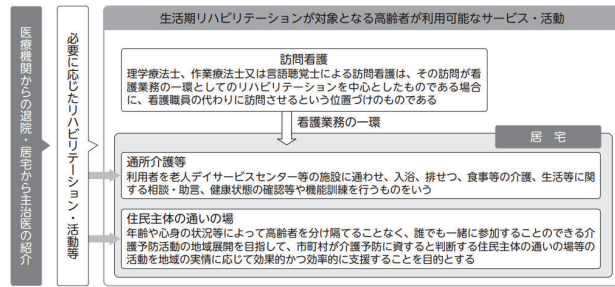 生活期リハビリテーションが対象となる高齢者が利用可能なサービス・活動
医療機関からの退院・居宅から主治医の紹介
必要に応じたリハビリテーション・活動等
訪問看護
理学療法士、作業療法士又は言語聴覚士による訪問看護は、その訪問が看
護業務の一環としてのリハビリテーションを中心としたものである場合
に、看護職員の代わりに訪問させるという位置づけのものである
看護業務の一環
居 宅
通所介護等
利用者を老人デイサービスセンター等の施設に通わせ、入浴、排せつ、食事等の介護、生活等に関
する相談・助言、健康状態の確認等や機能訓練を行うものをいう
住民主体の通いの場
年齢や心身の状況等によって高齢者を分け隔てることなく、誰でも一緒に参加することのできる介
護予防活動の地域展開を目指して、市町村が介護予防に資すると判断する住民主体の通いの場等の
活動を地域の実情に応じて効果的かつ効率的に支援することを目的とする